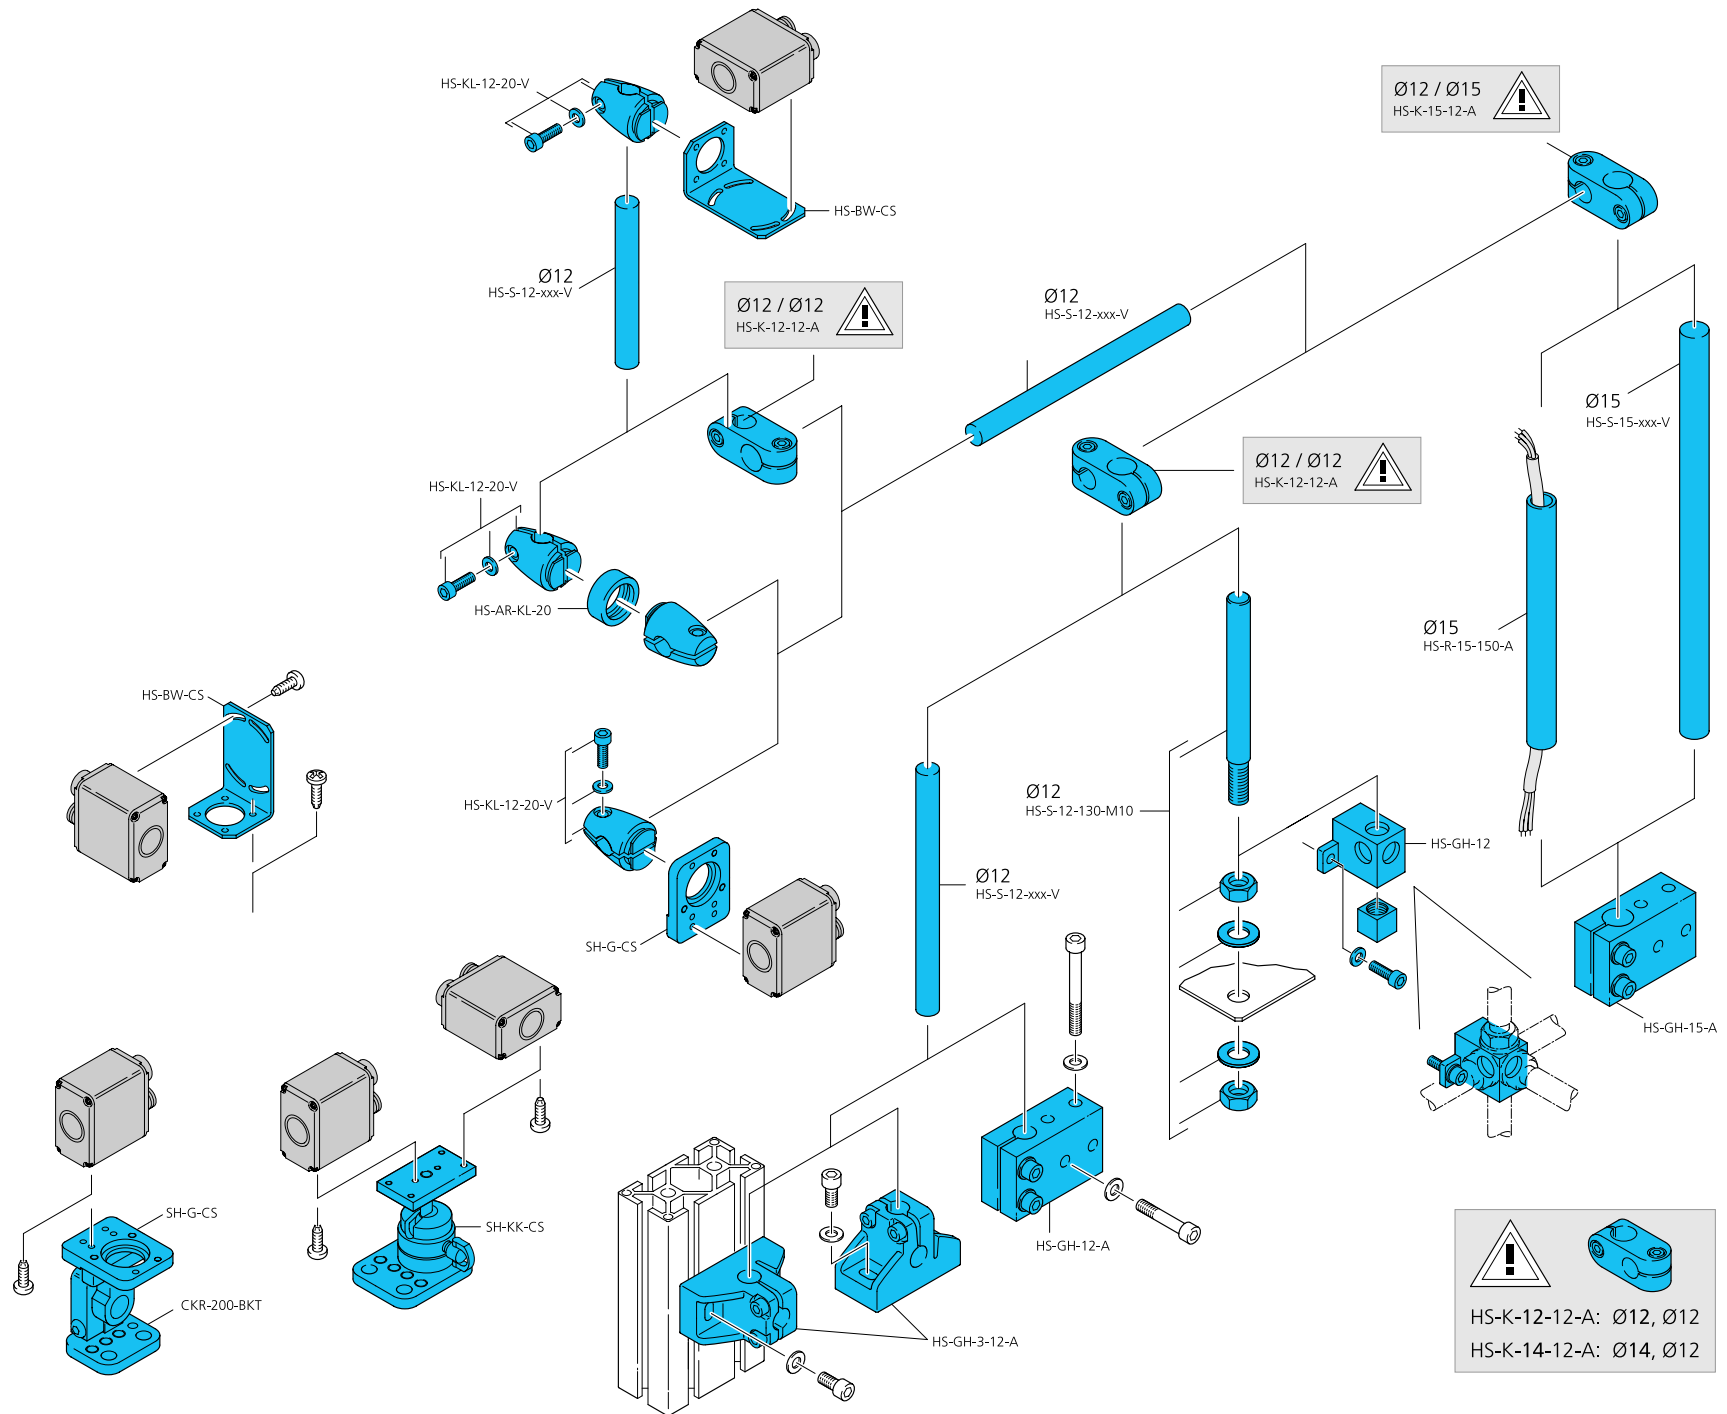 HS-KL-12-20-V
HS-BW-CS
Ø12 / Ø15
HS-K-15-12-A
Ø12
HS-S-12-xxx-V
Ø12 / Ø12
HS-K-12-12-A
Ø12
HS-S-12-xxx-V
Ø15
HS-S-15-xxx-V
Ø12 / Ø12
HS-K-12-12-A
HS-KL-12-20-V
HS-AR-KL-20
Ø15
HS-R-15-150-A
HS-BW-CS
HS-KL-12-20-V
Ø12
HS-S-12-130-M10
HS-GH-12
Ø12
HS-S-12-xxx-V
SH-G-CS
HS-GH-15-A
SH-G-CS
SH-KK-CS
HS-GH-12-A
CKR-200-BKT
HS-GH-3-12-A
HS-K-12-12-A: Ø12, Ø12
HS-K-14-12-A: Ø14, Ø12